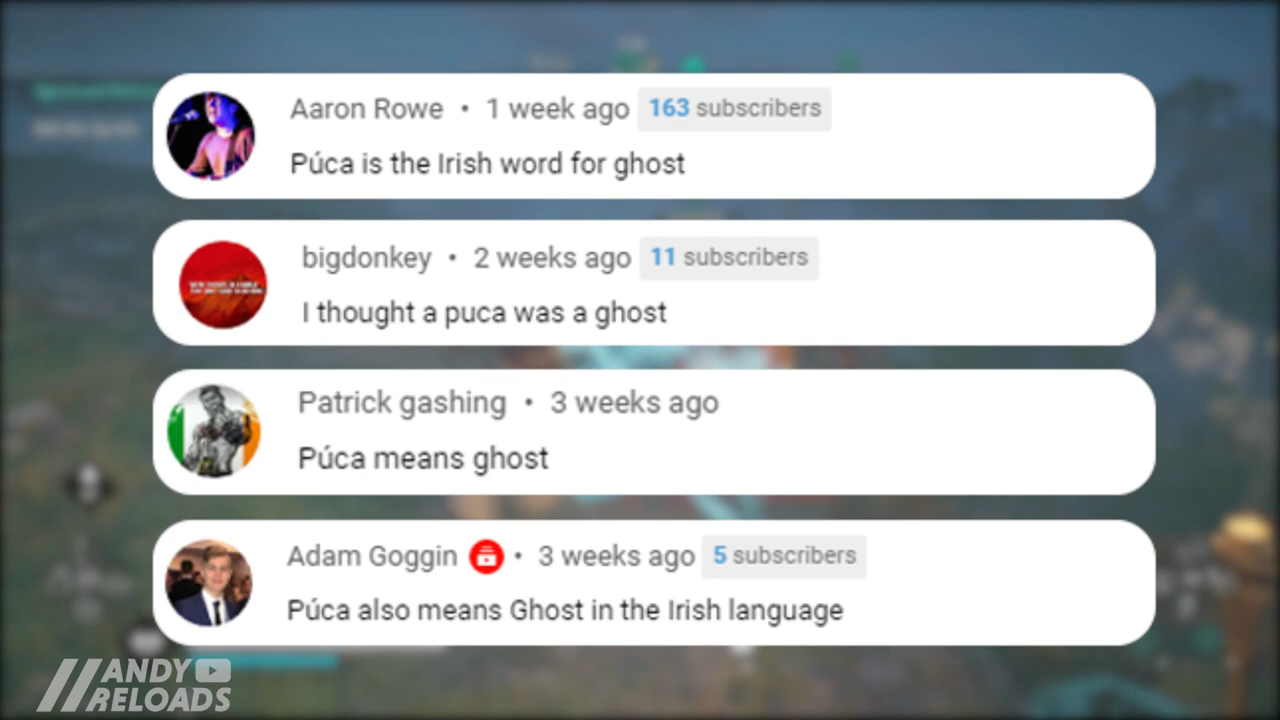 Aaron Rowe • 1 week ago 163 subscribers
Púca is the Irish word for ghost
bigdonkey • 2 weeks ago 11 subscribers
I thought a puca was a ghost
Patrick gashing • 3 weeks ago
Púca means ghost
Adam Goggin • 3 weeks ago 5 subscribers
Púca also means Ghost in the Irish language
//ANDY
RELOADS